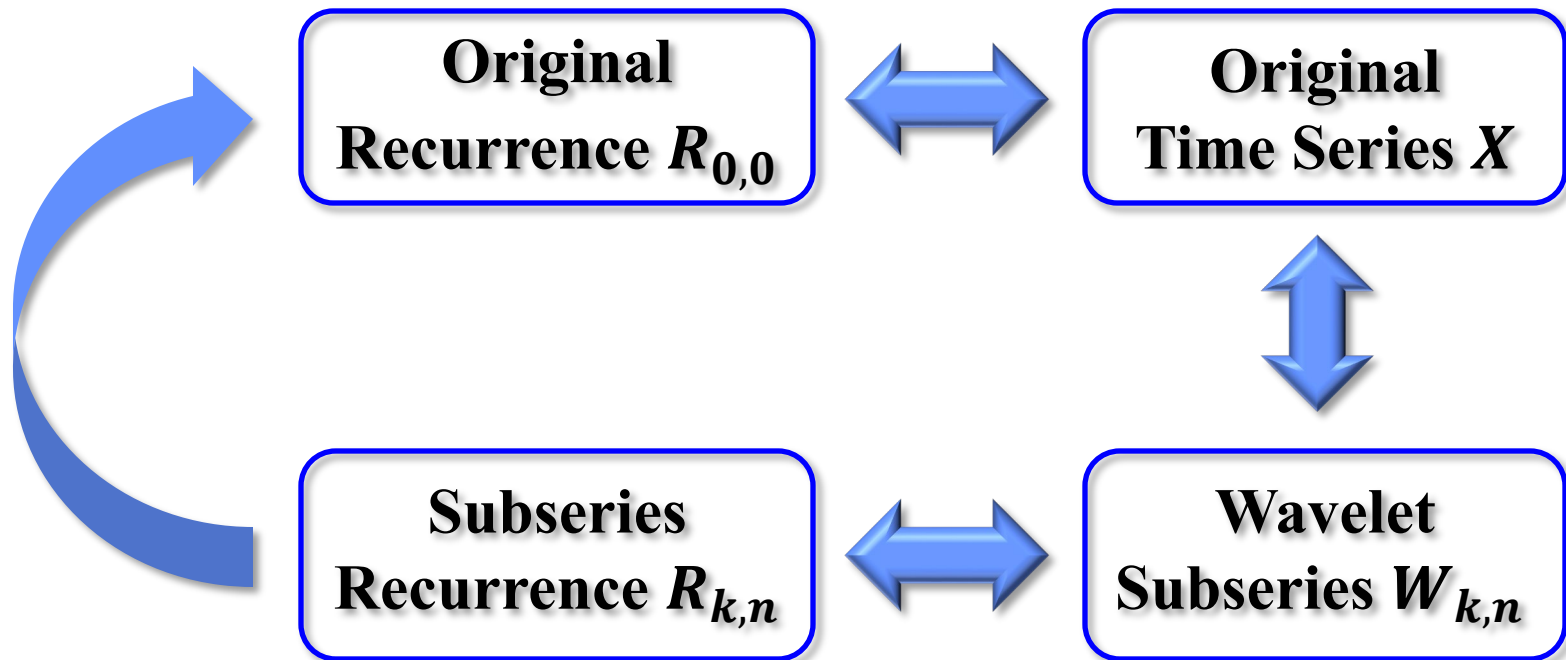 Original
Recurrence R₀,₀
Original
Time Series X
Subseries
Recurrence Rₖ,ₙ
Wavelet
Subseries Wₖ,ₙ